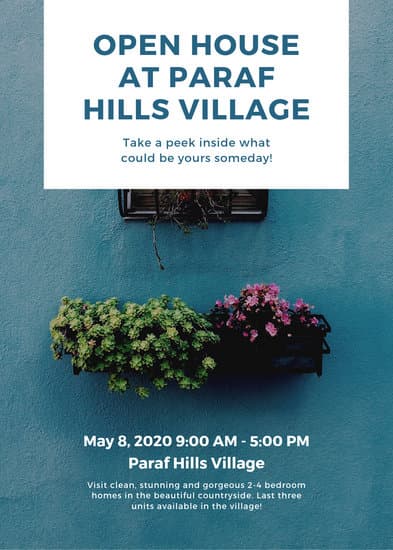 OPEN HOUSE
AT PARAF
HILLS VILLAGE
Take a peek inside what
could be yours someday!
May 8, 2020 9:00 AM - 5:00 PM
Paraf Hills Village
Visit clean, stunning and gorgeous 2-4 bedroom
homes in the beautiful countryside. Last three
units available in the village!